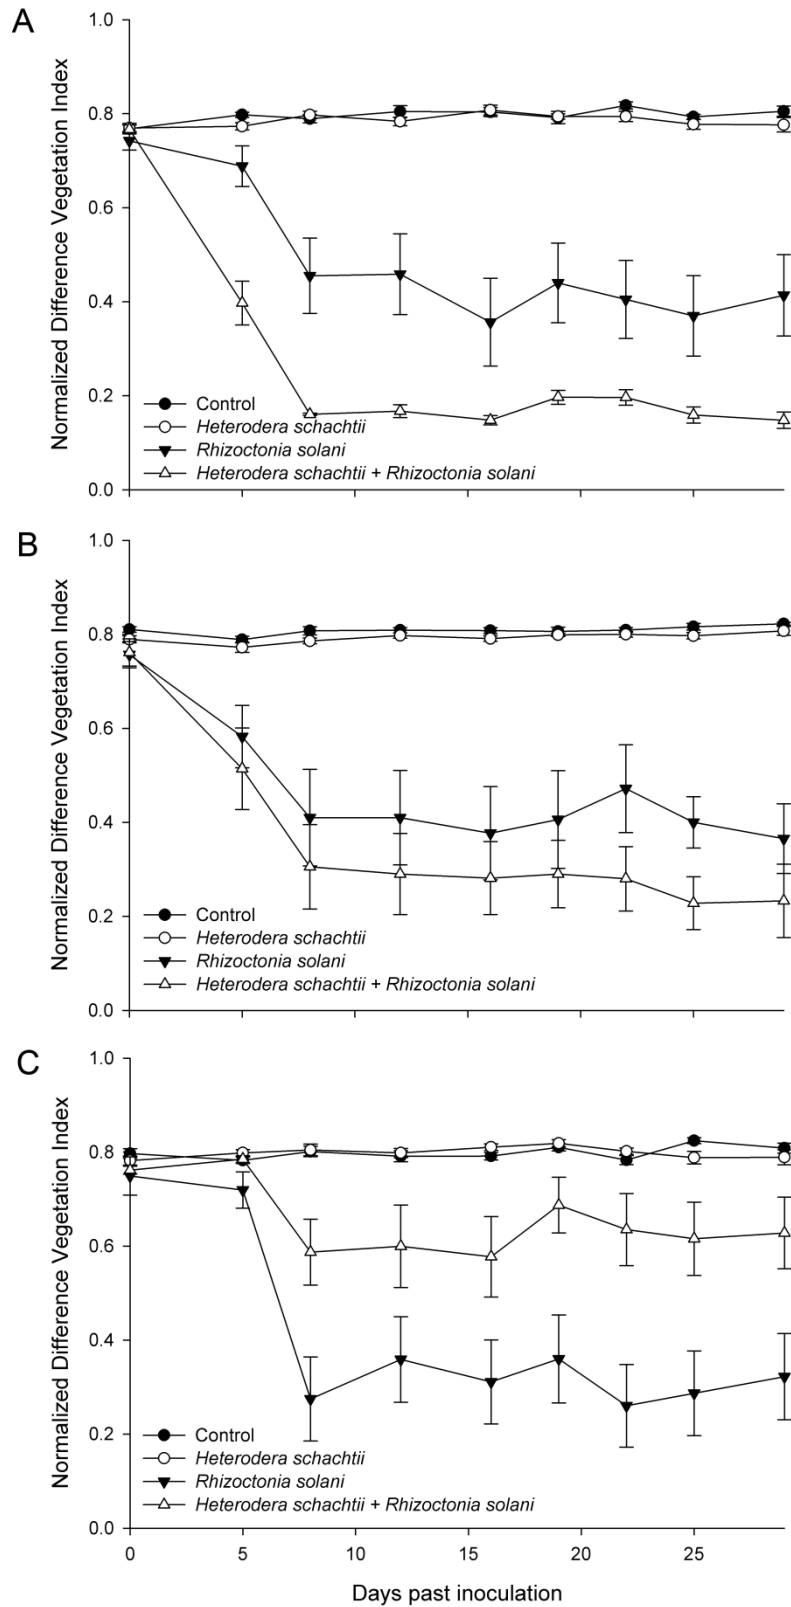 A
Normalized Difference Vegetation Index
1.0
0.8
0.6
0.4
0.2
0.0
Control
Heterodera schachtii
Rhizoctonia solani
Heterodera schachtii + Rhizoctonia solani
B
Normalized Difference Vegetation Index
1.0
0.8
0.6
0.4
0.2
0.0
Control
Heterodera schachtii
Rhizoctonia solani
Heterodera schachtii + Rhizoctonia solani
C
Normalized Difference Vegetation Index
1.0
0.8
0.6
0.4
0.2
0.0
Control
Heterodera schachtii
Rhizoctonia solani
Heterodera schachtii + Rhizoctonia solani
0 5 10 15 20 25
Days past inoculation